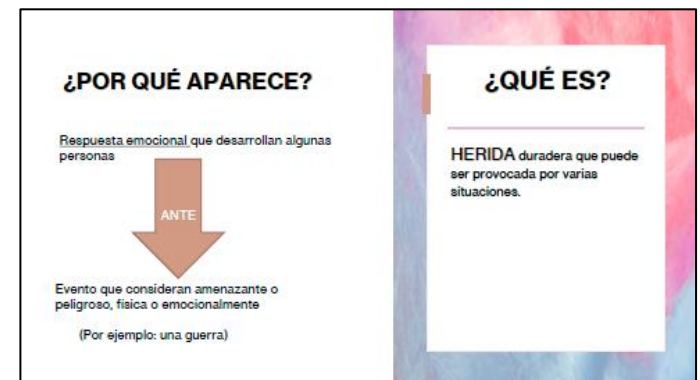 ¿POR QUÉ APARECE?
Respuesta emocional que desarrollan algunas
personas
ANTE
Evento que consideran amenazante o
peligroso, física o emocionalmente
(Por ejemplo: una guerra)
¿QUÉ ES?
HERIDA duradera que puede
ser provocada por varias
situaciones.